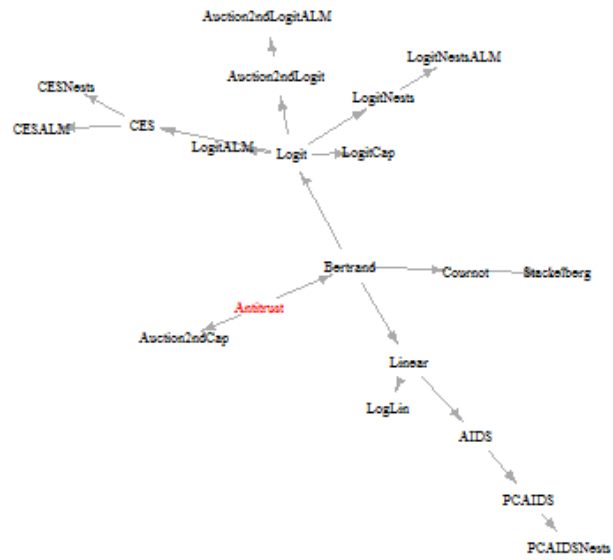 Auction2ndLogitALM
LogitNestsALM
Auction2ndLogit
CESNests
LogitNests
CESALM
CES
LogitALM
Logit
LogitCap
Bertrand
Cournot
Stackelberg
Antitrust
Auction2ndCap
Linear
LogLin
AIDS
PCAIDS
PCAIDSNests